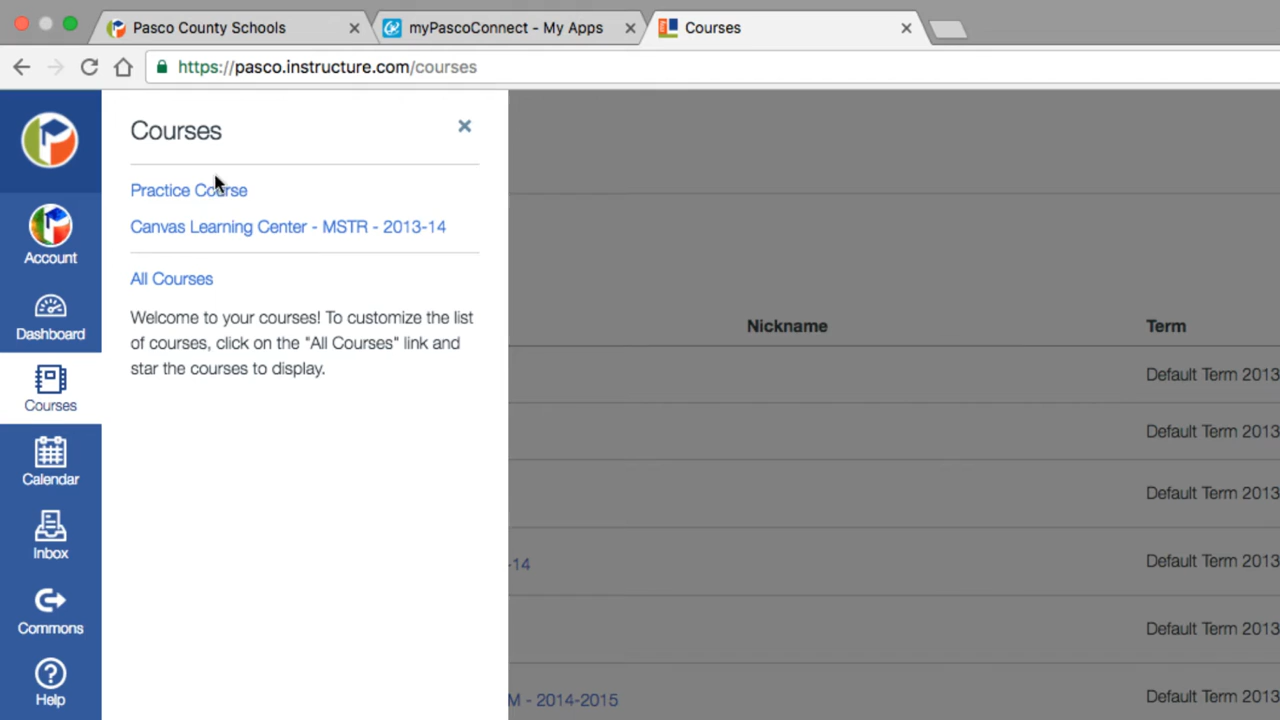 Pasco County Schools
myPascoConnect - My Apps
Courses
https://pasco.instructure.com/courses
Courses
Practice Course
Canvas Learning Center - MSTR - 2013-14
All Courses
Welcome to your courses! To customize the list
of courses, click on the "All Courses" link and
star the courses to display.
Account
Dashboard
Courses
Calendar
Inbox
Commons
Help
Nickname Term
Default Term 2013
Default Term 2013
Default Term 2013
-14 Default Term 2013
Default Term 2013
M - 2014-2015 Default Term 2013